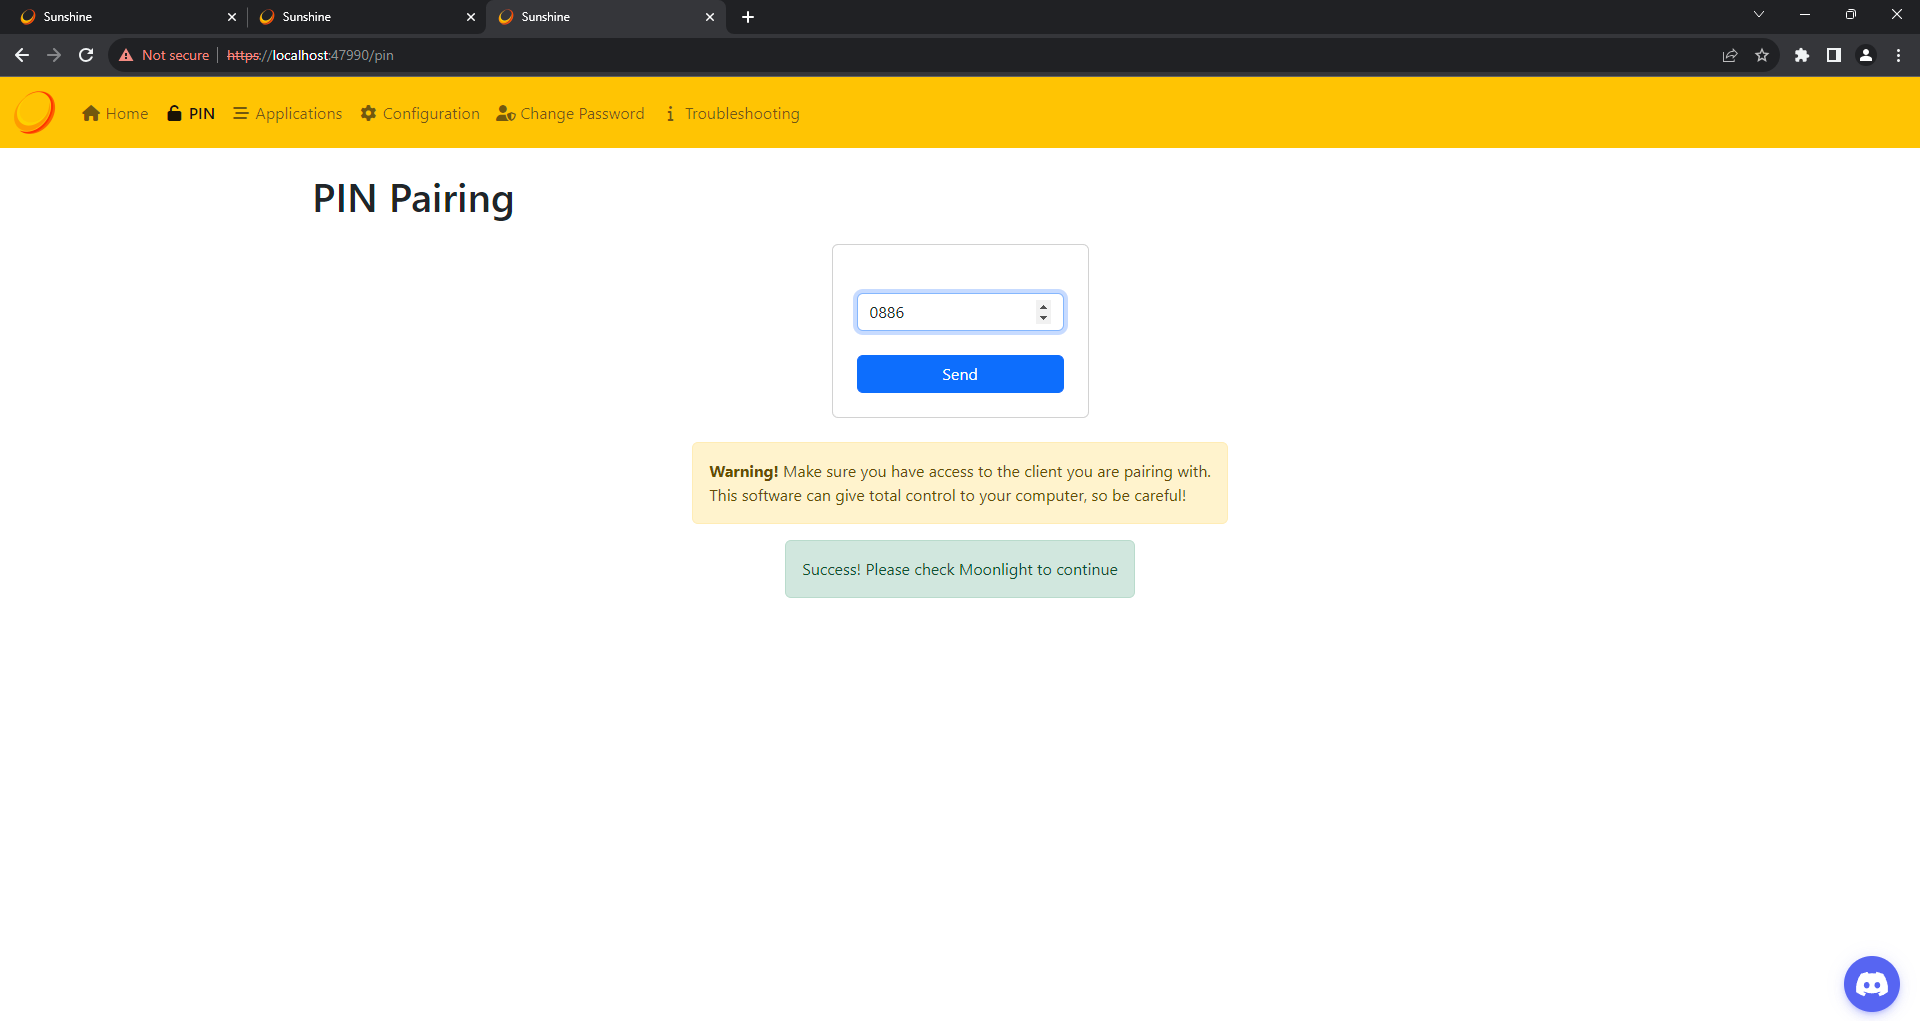 Sunshine
Sunshine
Sunshine
Not secure
https://localhost:47990/pin
Home
PIN
Applications
Configuration
Change Password
Troubleshooting
PIN Pairing
0886
Send
Warning! Make sure you have access to the client you are pairing with.
This software can give total control to your computer, so be careful!
Success! Please check Moonlight to continue